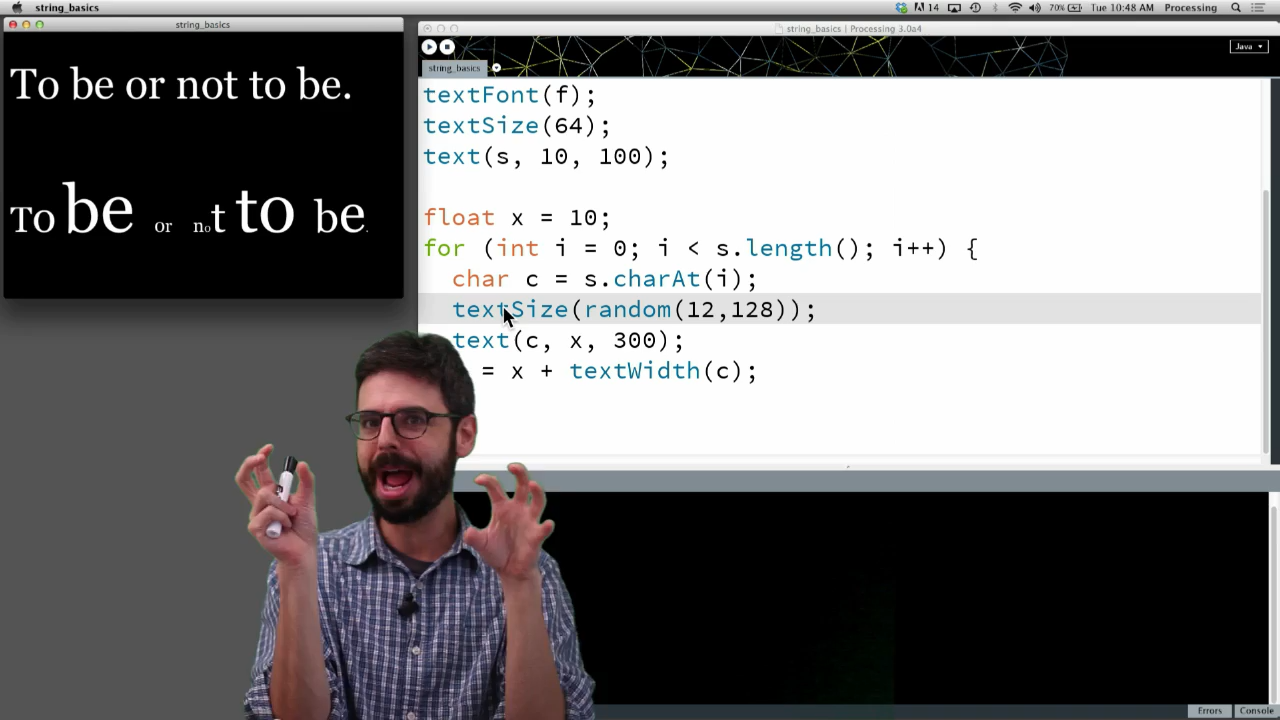 string_basics
14
70%
Tue 10:48 AM
Processing
string_basics
string_basics | Processing 3.0a4
Java
string_basics
To be or not to be.
To be or not to be.
textFont(f);
textSize(64);
text(s, 10, 100);
float x = 10;
for (int i = 0; i < s.length(); i++) {
char c = s.charAt(i);
textSize(random(12,128));
text(c, x, 300);
= x + textWidth(c);
Errors
Console